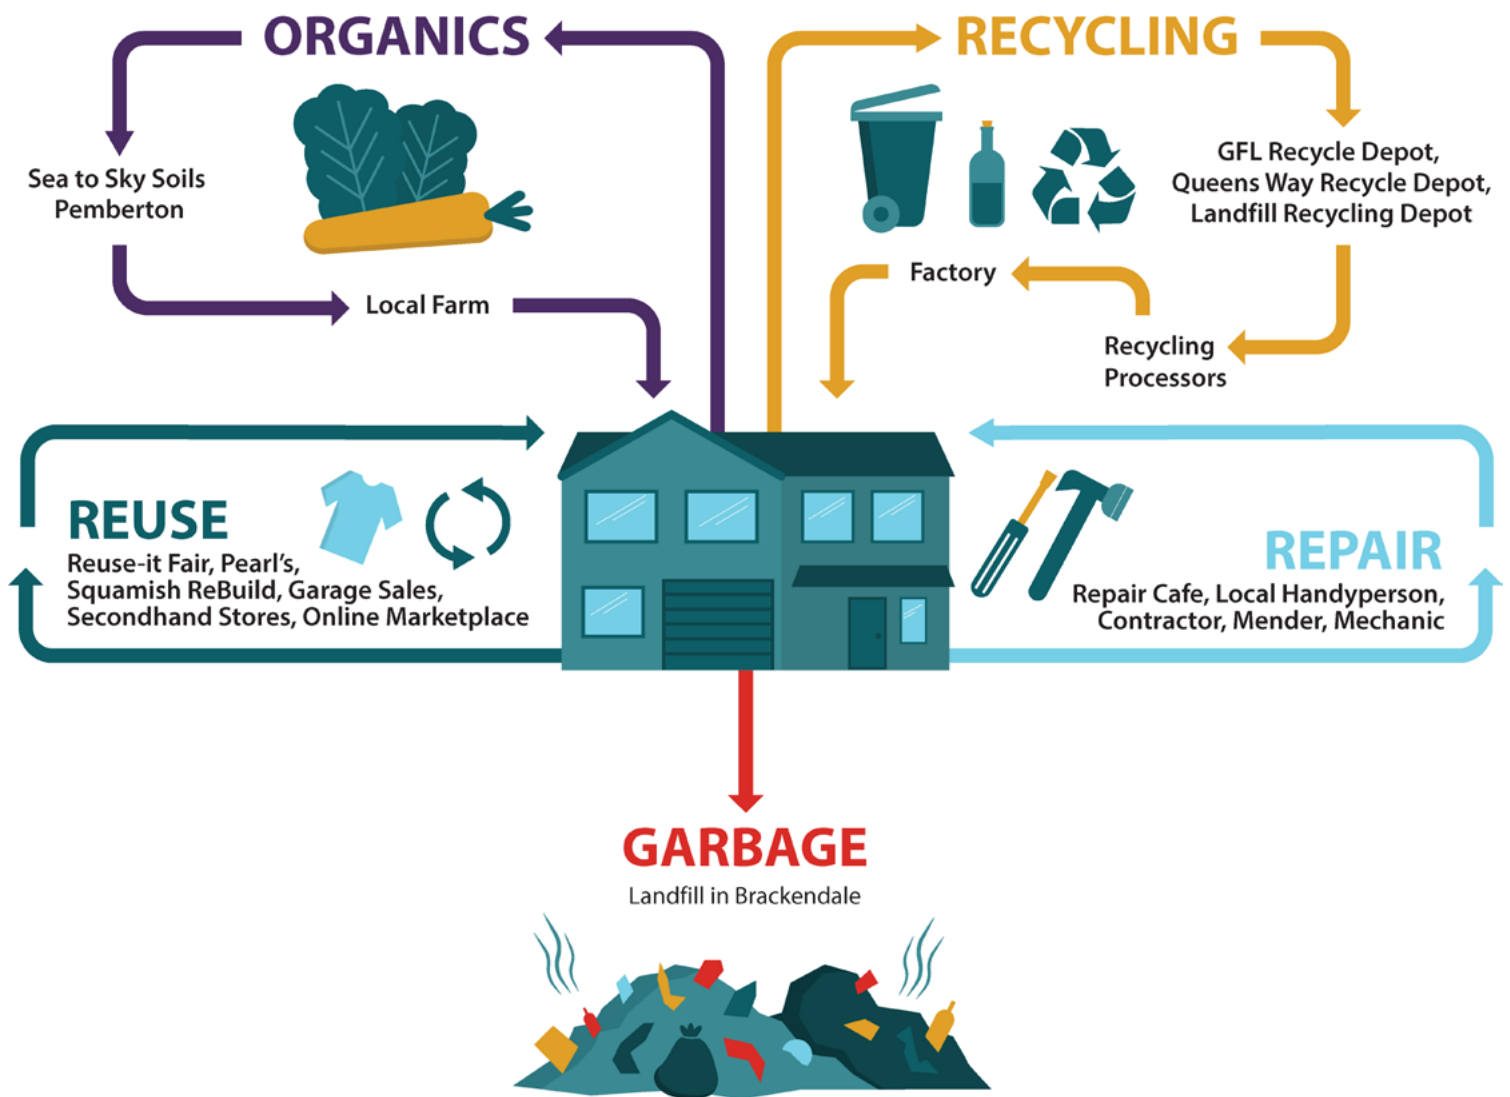 ORGANICS
RECYCLING
Sea to Sky Soils
Pemberton
Local Farm
GFL Recycle Depot,
Queens Way Recycle Depot,
Landfill Recycling Depot
Factory
Recycling
Processors
REUSE
Reuse-it Fair, Pearl’s,
Squamish ReBuild, Garage Sales,
Secondhand Stores, Online Marketplace
REPAIR
Repair Cafe, Local Handyperson,
Contractor, Mender, Mechanic
GARBAGE
Landfill in Brackendale